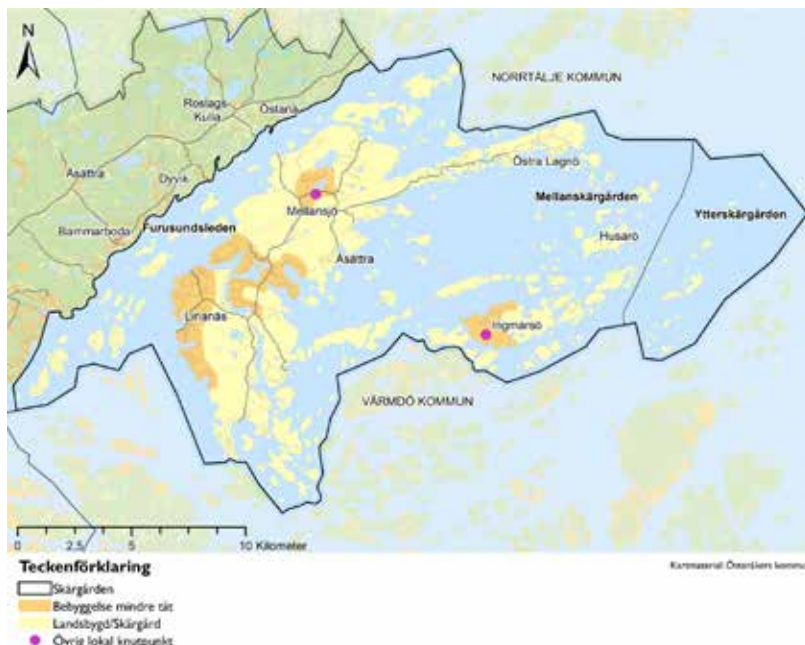 N
NORRTÄLJE KOMMUN
Roslags-
Kulla
Östanå
Östra Lagnö
Åsättra
Dyvik
Mellansjö
Mellanskärgården
Ytterskärgården
Bammarboda
Furusundsleden
Husarö
Åsättra
Linanäs
Ingmarsö
VÄRMDÖ KOMMUN
0 2,5 5 10 Kilometer
Teckenförklaring
Kartmaterial: Österåkers kommun
Skärgården
Bebyggelse mindre tät
Landsbygd/Skärgård
Övrig lokal knutpunkt